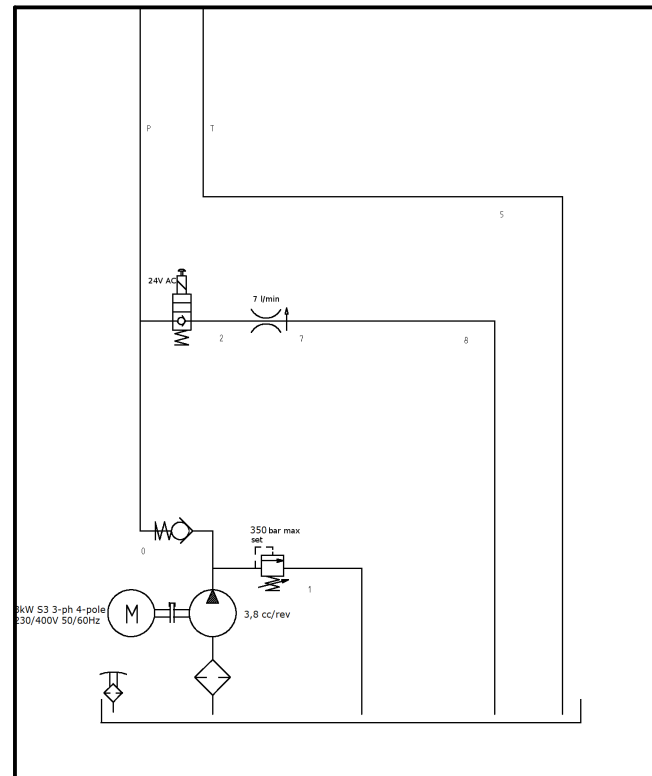 P
T
5
24V AC
7 l/min
2
7
8
350 bar max
set
0
1
M
3kW S3 3-ph 4-pole
230/400V 50/60Hz
3,8 cc/rev